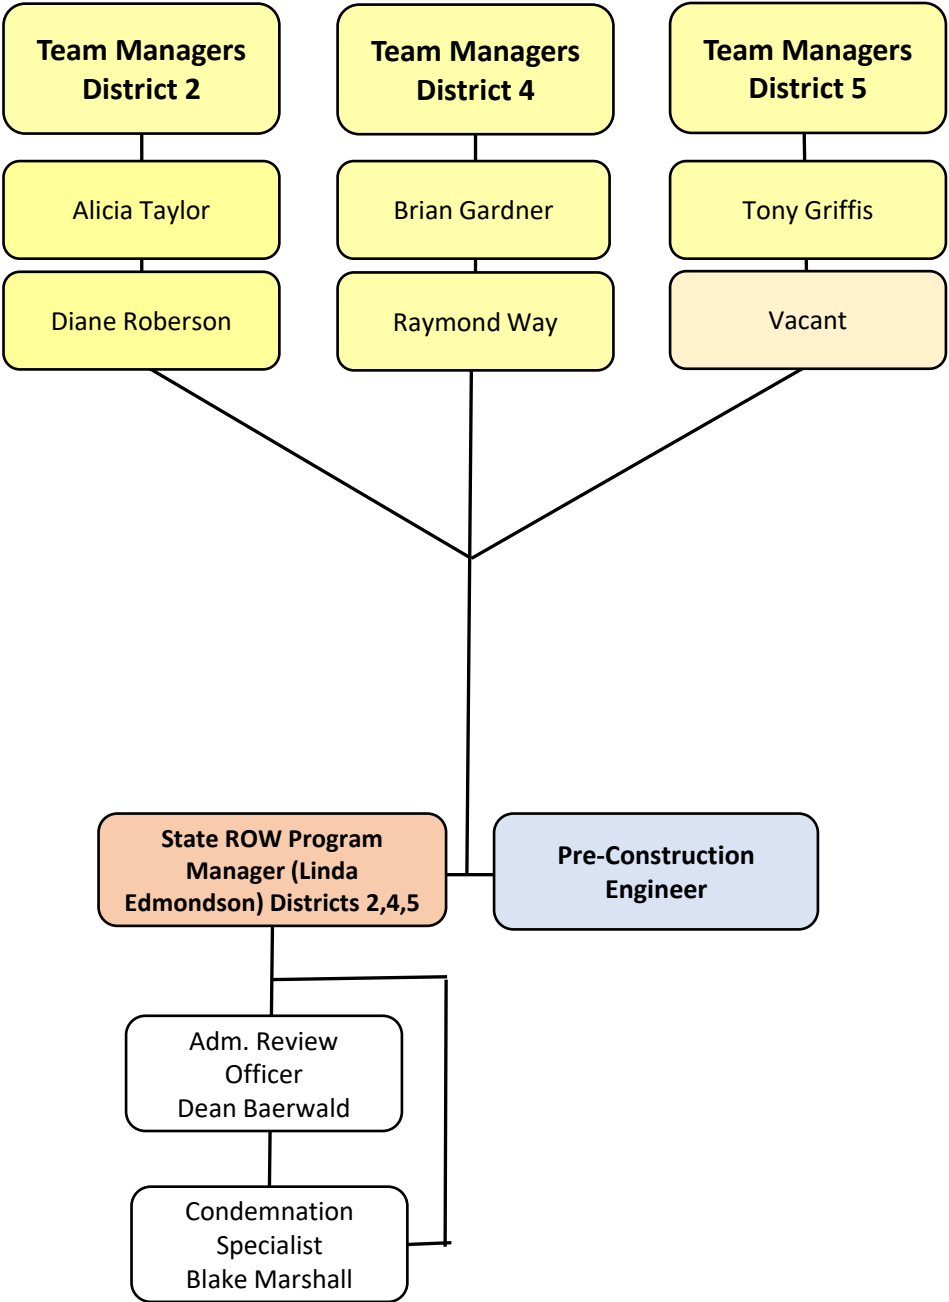 Team Managers
District 2
Team Managers
District 4
Team Managers
District 5
Alicia Taylor
Brian Gardner
Tony Griffis
Diane Roberson
Raymond Way
Vacant
State ROW Program
Manager (Linda
Edmondson) Districts 2,4,5
Pre-Construction
Engineer
Adm. Review
Officer
Dean Baerwald
Condemnation
Specialist
Blake Marshall